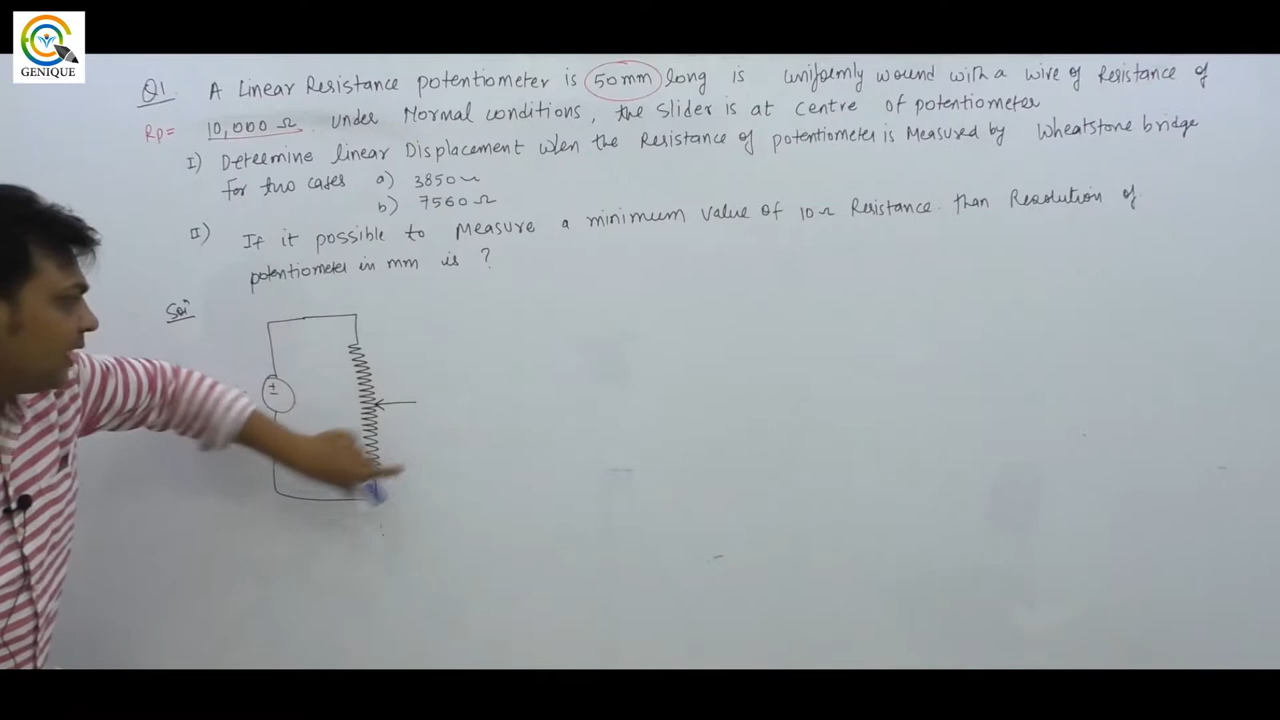 GENIQUE
Q1. A Linear Resistance potentiometer is 50mm long is uniformly wound with a wire of Resistance of
Rp= 10,000 Ω. under Normal conditions, the slider is at centre of potentiometer
I) Determine linear Displacement when the Resistance of potentiometer is Measured by Wheatstone bridge
for two cases a) 3850 Ω
b) 7560 Ω
II) If it possible to Measure a minimum value of 10 Ω Resistance. than Resolution of
potentiometer in mm is ?
Sol
+
-